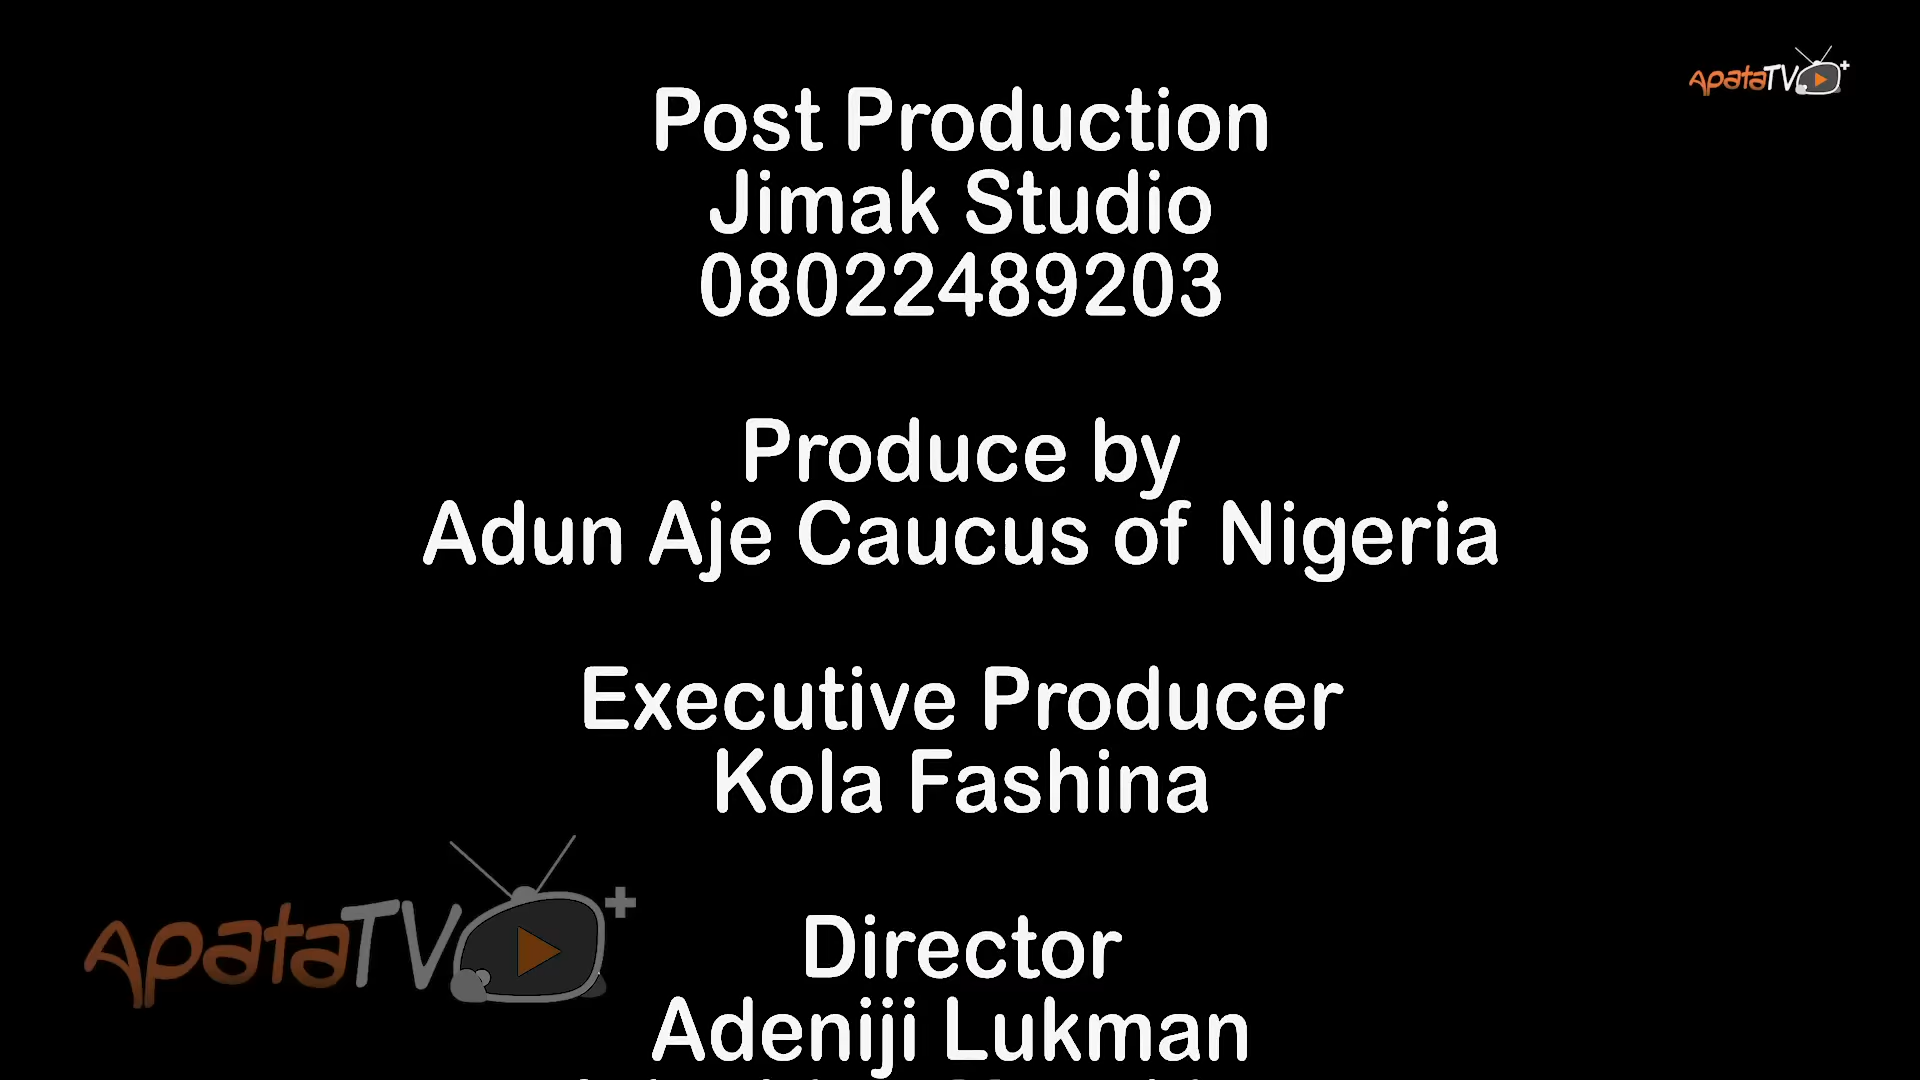 ApataTV+
Post Production
Jimak Studio
08022489203
Produce by
Adun Aje Caucus of Nigeria
Executive Producer
Kola Fashina
Director
Adeniji Lukman
ApataTV+